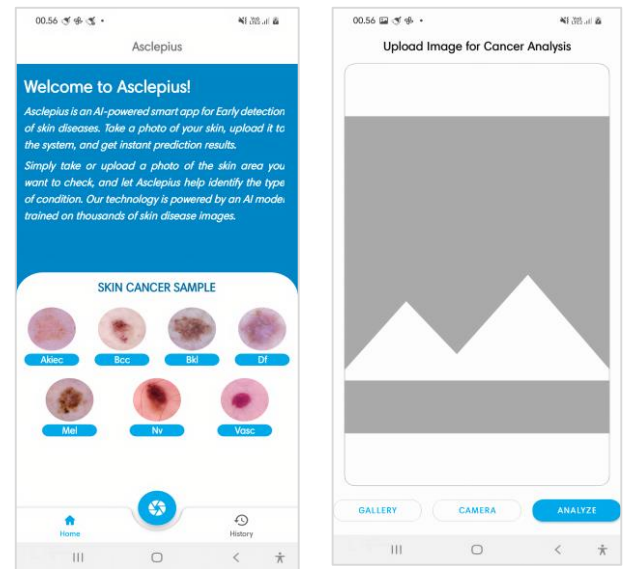 00.56
Asclepius
Welcome to Asclepius!
Asclepius is an AI-powered smart app for Early detection
of skin diseases. Take a photo of your skin, upload it to
the system, and get instant prediction results.
Simply take or upload a photo of the skin area you
want to check, and let Asclepius help identify the type
of condition. Our technology is powered by an AI model
trained on thousands of skin disease images.
SKIN CANCER SAMPLE
Akiec Bcc Bkl Df
Mel Nv Vasc
Home History
00.56
Upload Image for Cancer Analysis
GALLERY CAMERA ANALYZE